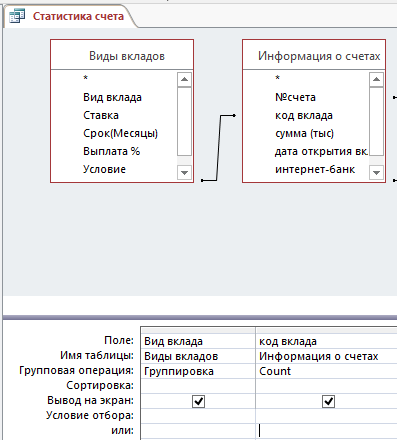 Статистика счета
Виды вкладов
*
Вид вклада
Ставка
Срок(Месяцы)
Выплата %
Условие
Информация о счетах
*
№счета
код вклада
сумма (тыс)
дата открытия вк
интернет-банк
Поле: Вид вклада код вклада
Имя таблицы: Виды вкладов Информация о счетах
Групповая операция: Группировка Count
Сортировка:
Вывод на экран:
Условие отбора:
или: